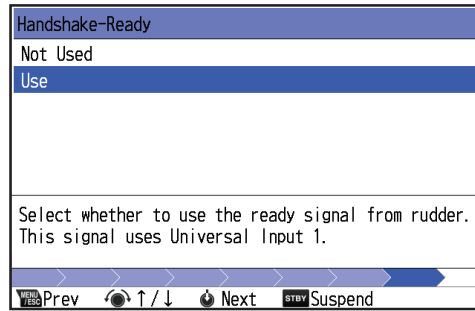 Handshake-Ready
Not Used
Use
Select whether to use the ready signal from rudder.
This signal uses Universal Input 1.
MENU/ESC Prev ↑/↓ Next STBY Suspend